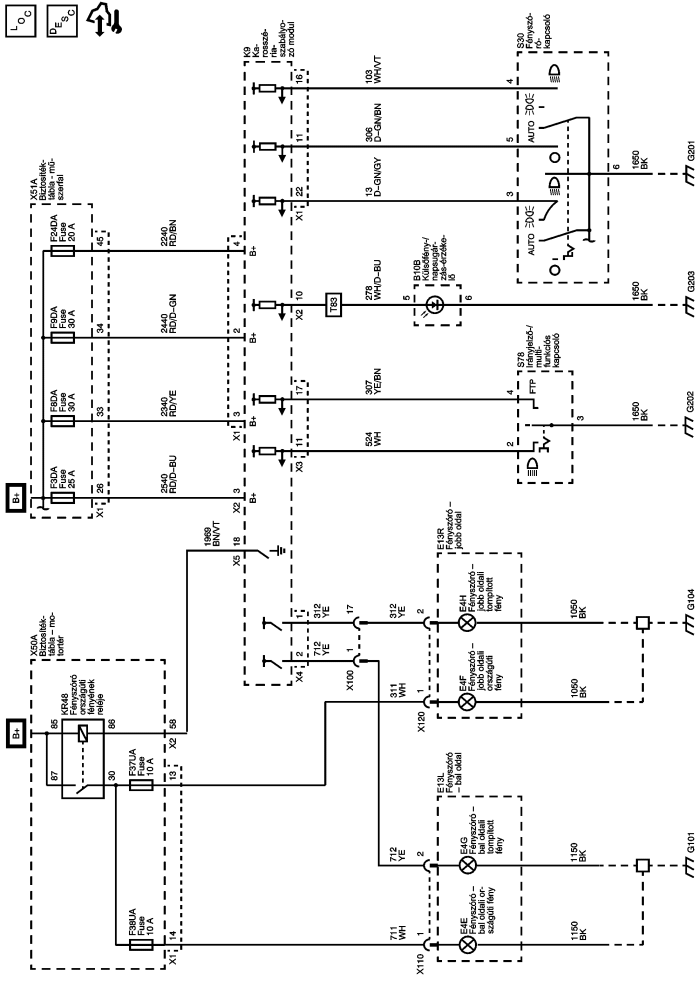 LOC
DESC
B+
B+
X50A
Biztosíték-
tábla – mo-
tortér
X51A
Biztosíték-
tábla - mű-
szerfal
KR48
Fényszóró
országúti
fényének
reléje
87
85
30
86
F38UA
Fuse
10 A
F37UA
Fuse
10 A
X1
14
13
X2
58
F3DA
Fuse
25 A
F8DA
Fuse
30 A
F9DA
Fuse
30 A
F24DA
Fuse
20 A
X1
26
33
34
45
2540
RD/D-BU
2340
RD/YE
2440
RD/D-GN
2240
RD/BN
1969
BN/VT
X5
18
X2
3
X1
3
2
4
B+
B+
B+
B+
K9
Ka-
rosszé-
ria-
szabályo-
zó modul
X4
2
1
X3
11
17
X2
10
X1
22
11
16
712
YE
312
YE
524
WH
307
YE/BN
T83
278
WH/D-BU
13
D-GN/GY
306
D-GN/BN
103
WH/VT
X100
1
17
711
WH
712
YE
311
WH
312
YE
X110
1
2
X120
1
2
E13L
Fényszóró
– bal oldal
E13R
Fényszóró –
jobb oldal
E4E
Fényszóró –
bal oldali or-
szágúti fény
E4G
Fényszóró –
bal oldali
tompított
fény
E4F
Fényszóró –
jobb oldali
országúti
fény
E4H
Fényszóró –
jobb oldali
tompított
fény
B10B
Külsőfény-/
napsugár-
zás-érzéke-
lő
5
6
S78
Irányjelző-/
multi-
funkciós
kapcsoló
2
4
FTP
3
S30
Fényszó-
ró-
kapcsoló
3
5
4
AUTO
AUTO
6
1150
BK
1150
BK
1050
BK
1050
BK
1650
BK
1650
BK
1650
BK
G101
G104
G202
G203
G201